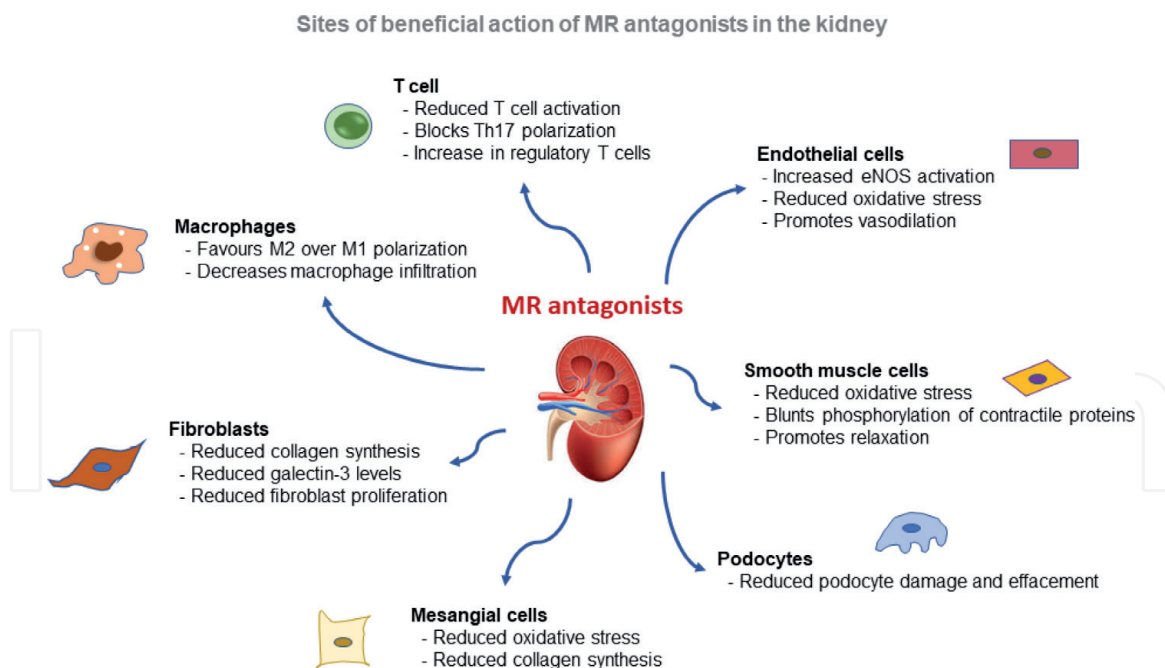 Sites of beneficial action of MR antagonists in the kidney
T cell
- Reduced T cell activation
- Blocks Th17 polarization
- Increase in regulatory T cells
Endothelial cells
- Increased eNOS activation
- Reduced oxidative stress
- Promotes vasodilation
Macrophages
- Favours M2 over M1 polarization
- Decreases macrophage infiltration
MR antagonists
Smooth muscle cells
- Reduced oxidative stress
- Blunts phosphorylation of contractile proteins
- Promotes relaxation
Fibroblasts
- Reduced collagen synthesis
- Reduced galectin-3 levels
- Reduced fibroblast proliferation
Podocytes
- Reduced podocyte damage and effacement
Mesangial cells
- Reduced oxidative stress
- Reduced collagen synthesis